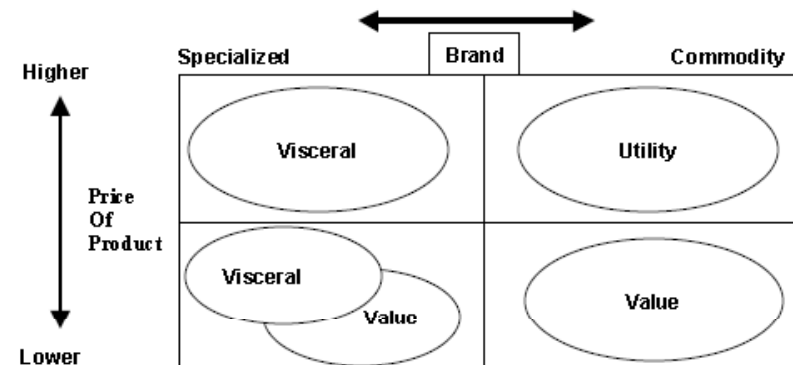 Specialized
Brand
Commodity
Higher
Visceral
Utility
Price
Of
Product
Visceral
Value
Value
Lower